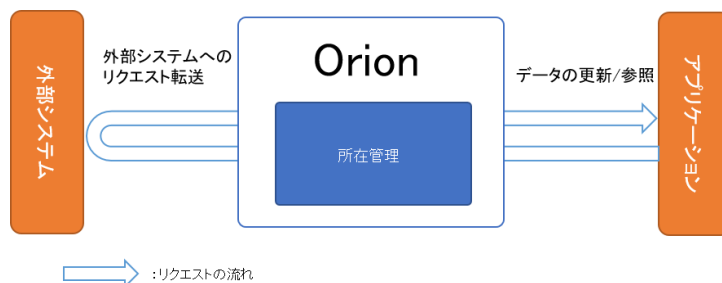 外部システム
外部システムへの
リクエスト転送
Orion
所在管理
データの更新/参照
アプリケーション
:リクエストの流れ